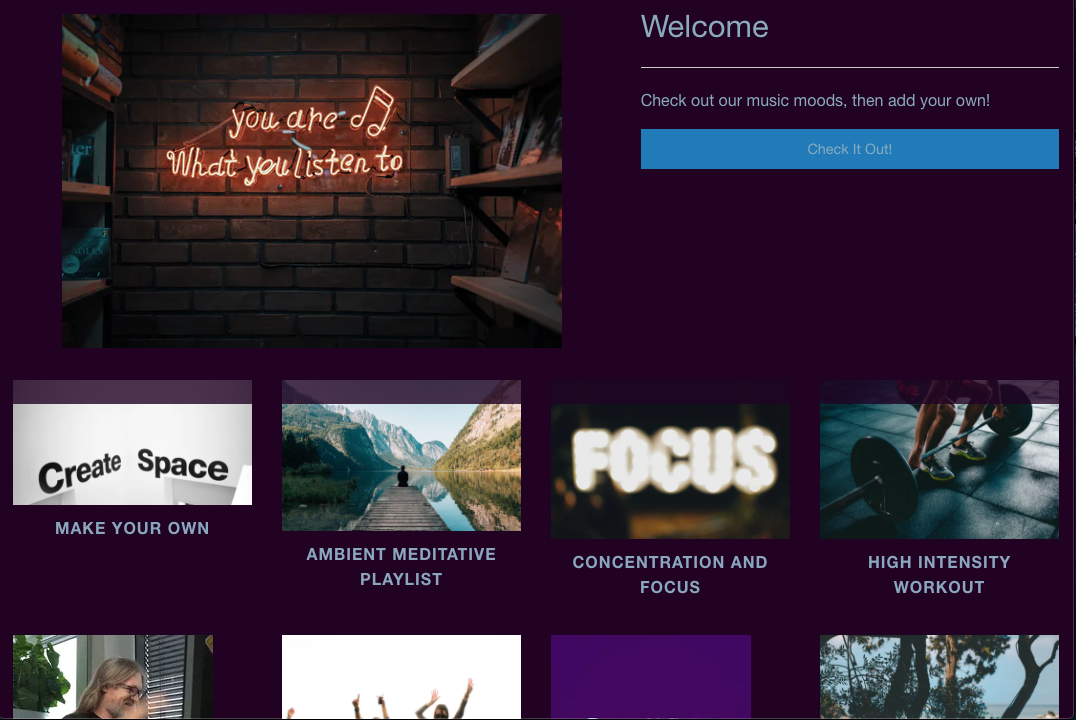 Welcome
you are
What you listen to
Check out our music moods, then add your own!
Check It Out!
Create Space
FOCUS
MAKE YOUR OWN
AMBIENT MEDITATIVE
PLAYLIST
CONCENTRATION AND
FOCUS
HIGH INTENSITY
WORKOUT